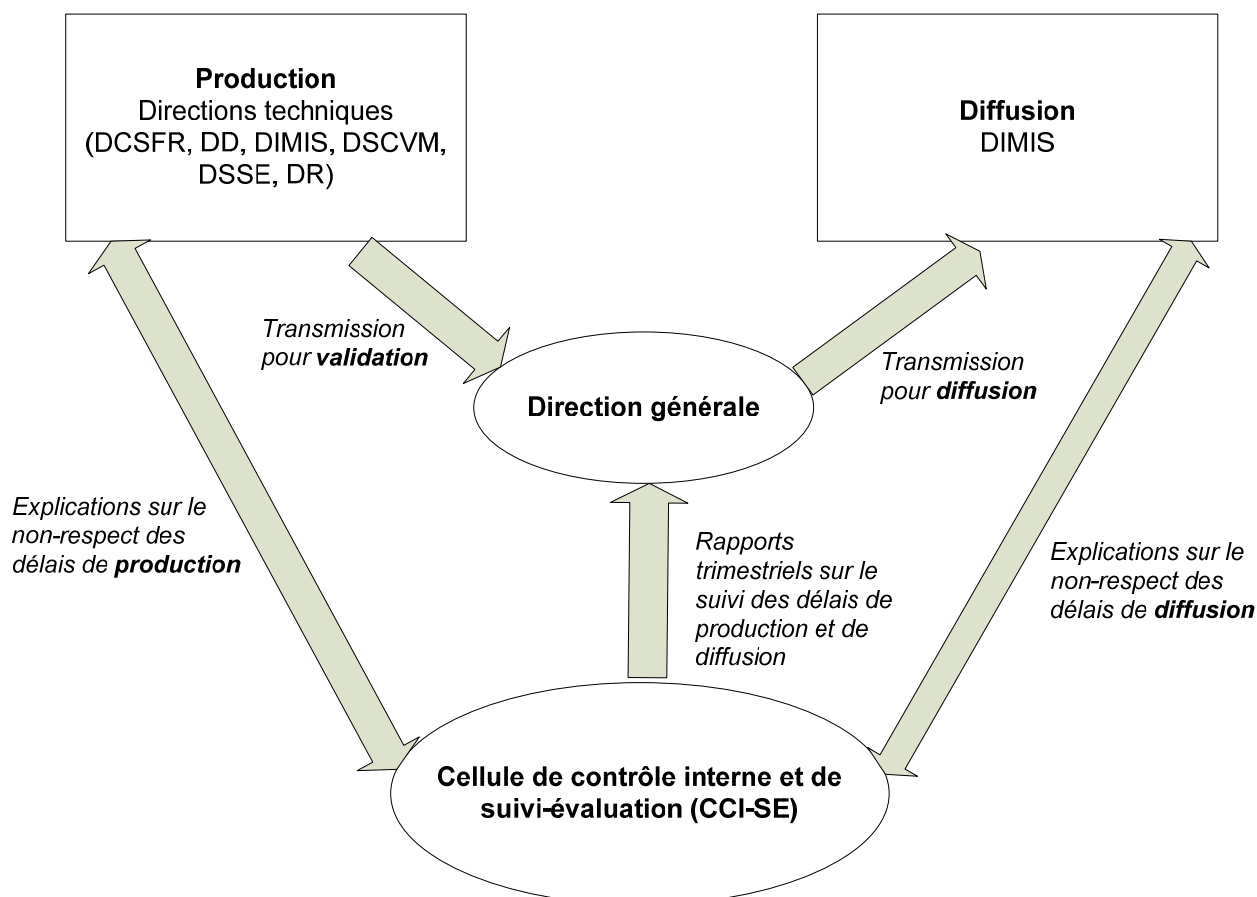 Production
Directions techniques
(DCSFR, DD, DIMIS, DSCVM,
DSSE, DR)
Diffusion
DIMIS
Transmission
pour validation
Direction générale
Transmission
pour diffusion
Explications sur le
non-respect des
délais de production
Rapports
trimestriels sur le
suivi des délais de
production et de
diffusion
Explications sur le
non-respect des
délais de diffusion
Cellule de contrôle interne et de
suivi-évaluation (CCI-SE)